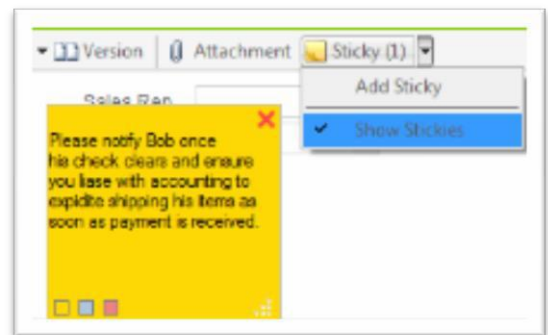 Version Attachment Sticky (1)
Add Sticky
Show Stickies
Sales Rep
Please notify Bob once
his check clears and ensure
you liase with accounting to
expidite shipping his items as
soon as payment is received.